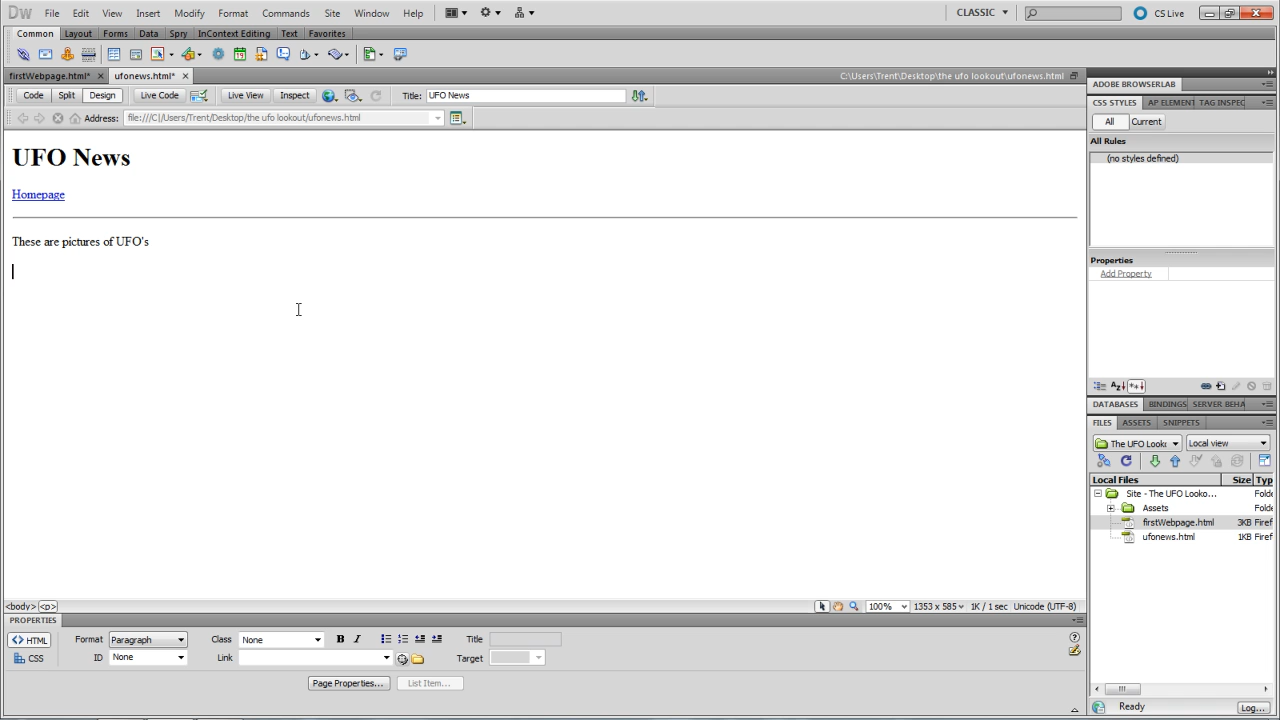 Dw File Edit View Insert Modify Format Commands Site Window Help CLASSIC CS Live
Common Layout Forms Data Spry InContext Editing Text Favorites
firstWebpage.html* ufonews.html* C:\Users\Trent\Desktop\the ufo lookout\ufonews.html
Code Split Design Live Code Live View Inspect Title: UFO News
Address: file:///C|/Users/Trent/Desktop/the ufo lookout/ufonews.html
UFO News
Homepage
These are pictures of UFO's
<body> <p> 100% 1353 x 585 1K / 1 sec Unicode (UTF-8)
PROPERTIES
<> HTML Format Paragraph Class None B I Title
CSS ID None Link Target
Page Properties... List Item...
ADOBE BROWSERLAB
CSS STYLES AP ELEMENT TAG INSPEC
All Current
All Rules
(no styles defined)
Properties
Add Property
DATABASES BINDINGS SERVER BEHA
FILES ASSETS SNIPPETS
The UFO Looko Local view
Local Files Size Typ
Site - The UFO Looko... Folde
Assets Folde
firstWebpage.html 3KB Firef
ufonews.html 1KB Firef
Ready Log...